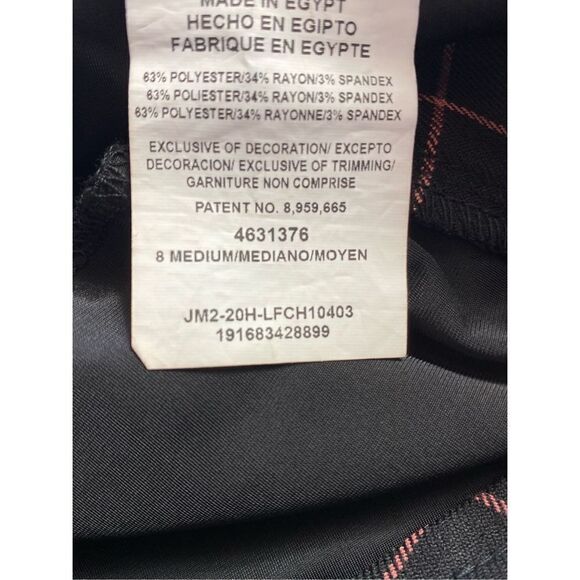 MADE IN EGYPT
HECHO EN EGIPTO
FABRIQUE EN EGYPTE
63% POLYESTER/34% RAYON/3% SPANDEX
63% POLIESTER/34% RAYON/3% SPANDEX
63% POLYESTER/34% RAYONNE/3% SPANDEX
EXCLUSIVE OF DECORATION/ EXCEPTO
DECORACION/ EXCLUSIVE OF TRIMMING/
GARNITURE NON COMPRISE
PATENT NO. 8,959,665
4631376
8 MEDIUM/MEDIANO/MOYEN
JM2-20H-LFCH10403
191683428899